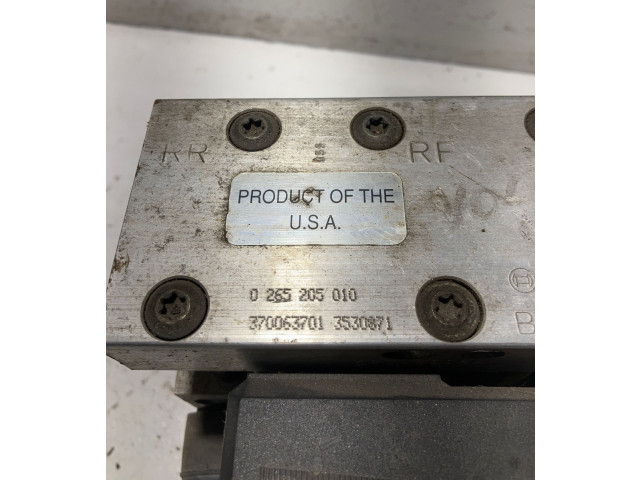 RR
RF
PRODUCT OF THE
U.S.A.
0 265 205 010
370063701 3530871
B